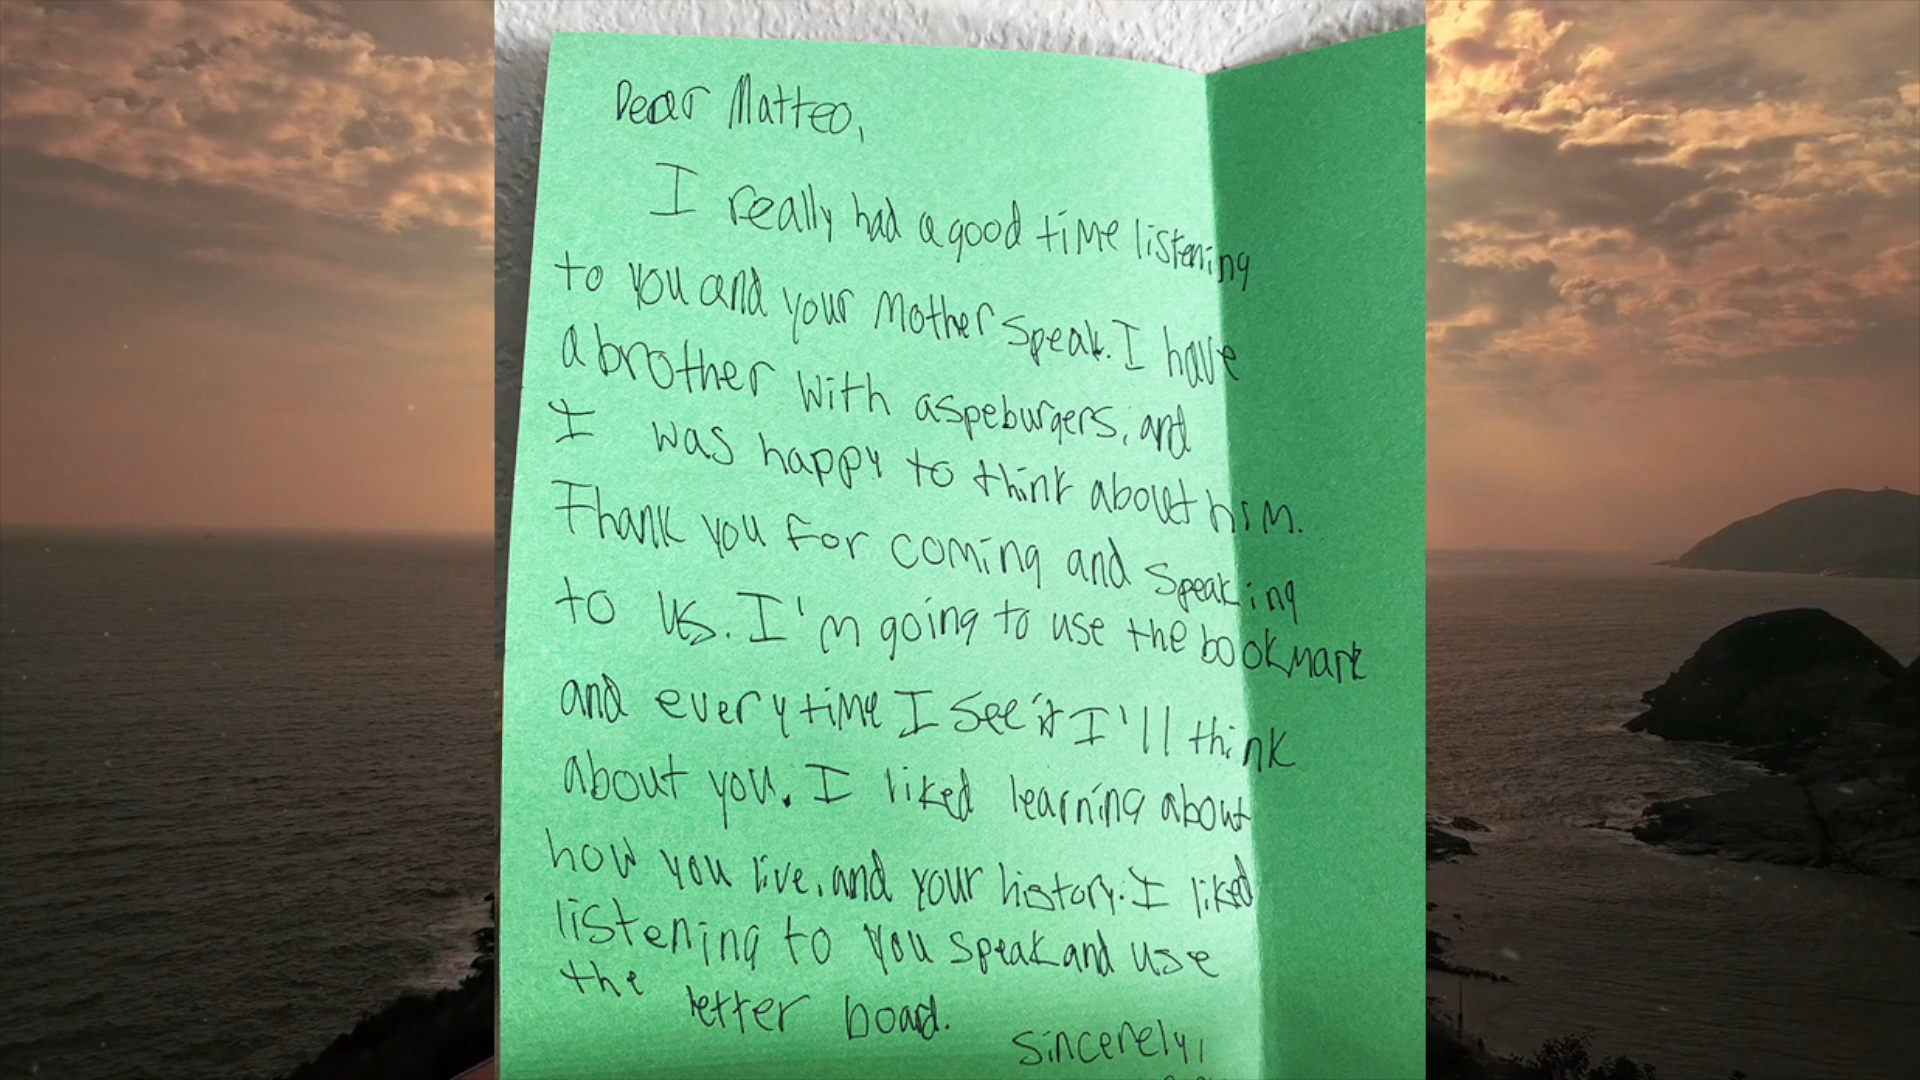 Dear Matteo,
I really had a good time listening
to you and your mother speak. I have
a brother with aspeburgers, and
I was happy to think about him.
Thank you for coming and speaking
to us. I'm going to use the bookmark
and every time I see it I'll think
about you. I liked learning about
how you live, and your history. I liked
listening to you speak and use
the letter board.
Sincerely,